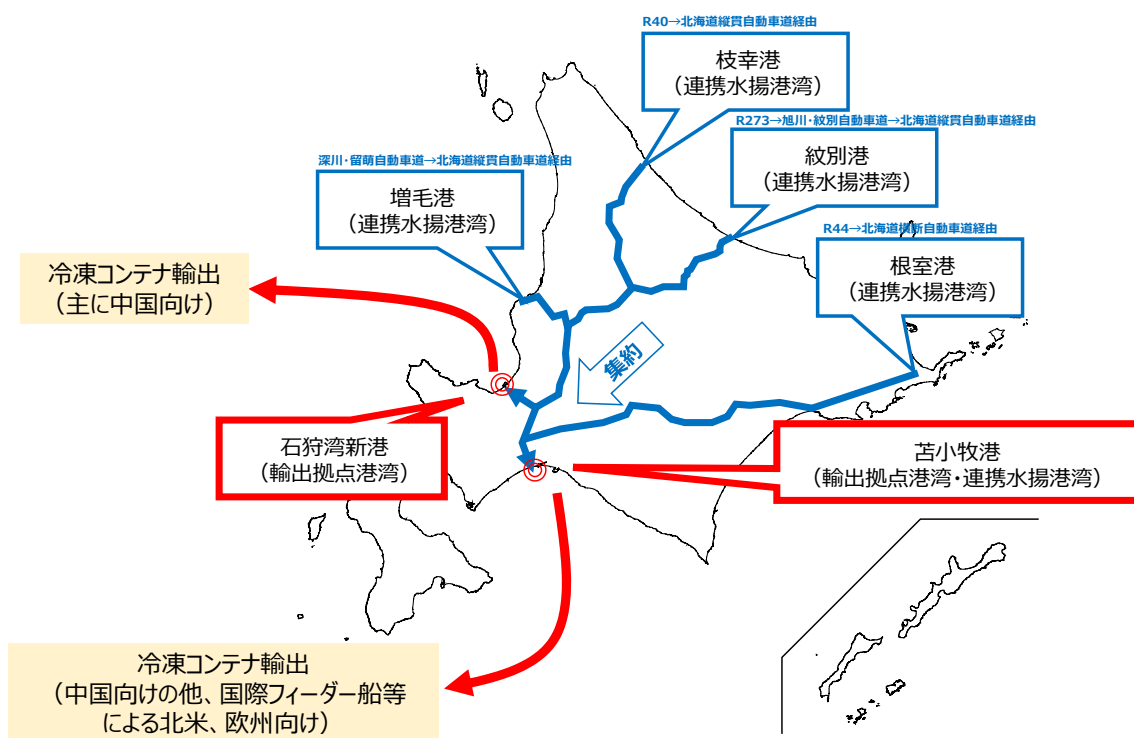 R40→北海道縦貫自動車道経由
枝幸港
（連携水揚港湾）
R273→旭川・紋別自動車道→北海道縦貫自動車道経由
紋別港
（連携水揚港湾）
深川・留萌自動車道→北海道縦貫自動車道経由
増毛港
（連携水揚港湾）
R44→北海道横断自動車道経由
根室港
（連携水揚港湾）
冷凍コンテナ輸出
（主に中国向け）
集約
石狩湾新港
（輸出拠点港湾）
苫小牧港
（輸出拠点港湾・連携水揚港湾）
冷凍コンテナ輸出
（中国向けの他、国際フィーダー船等
による北米、欧州向け）